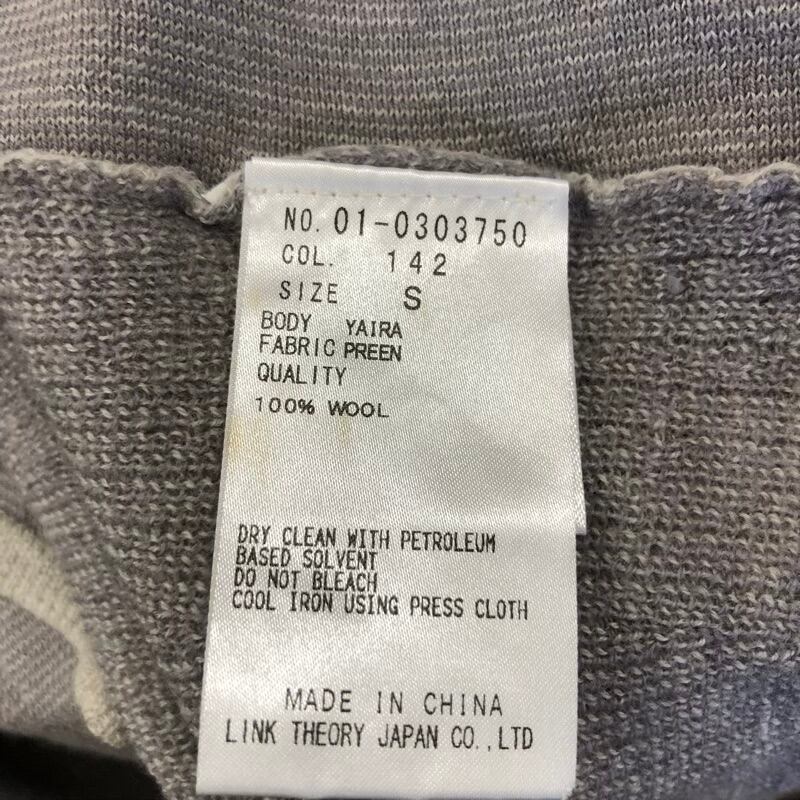 NO. 01-0303750
COL. 142
SIZE S
BODY YAIRA
FABRIC PREEN
QUALITY
100% WOOL
DRY CLEAN WITH PETROLEUM
BASED SOLVENT
DO NOT BLEACH
COOL IRON USING PRESS CLOTH
MADE IN CHINA
LINK THEORY JAPAN CO.,LTD